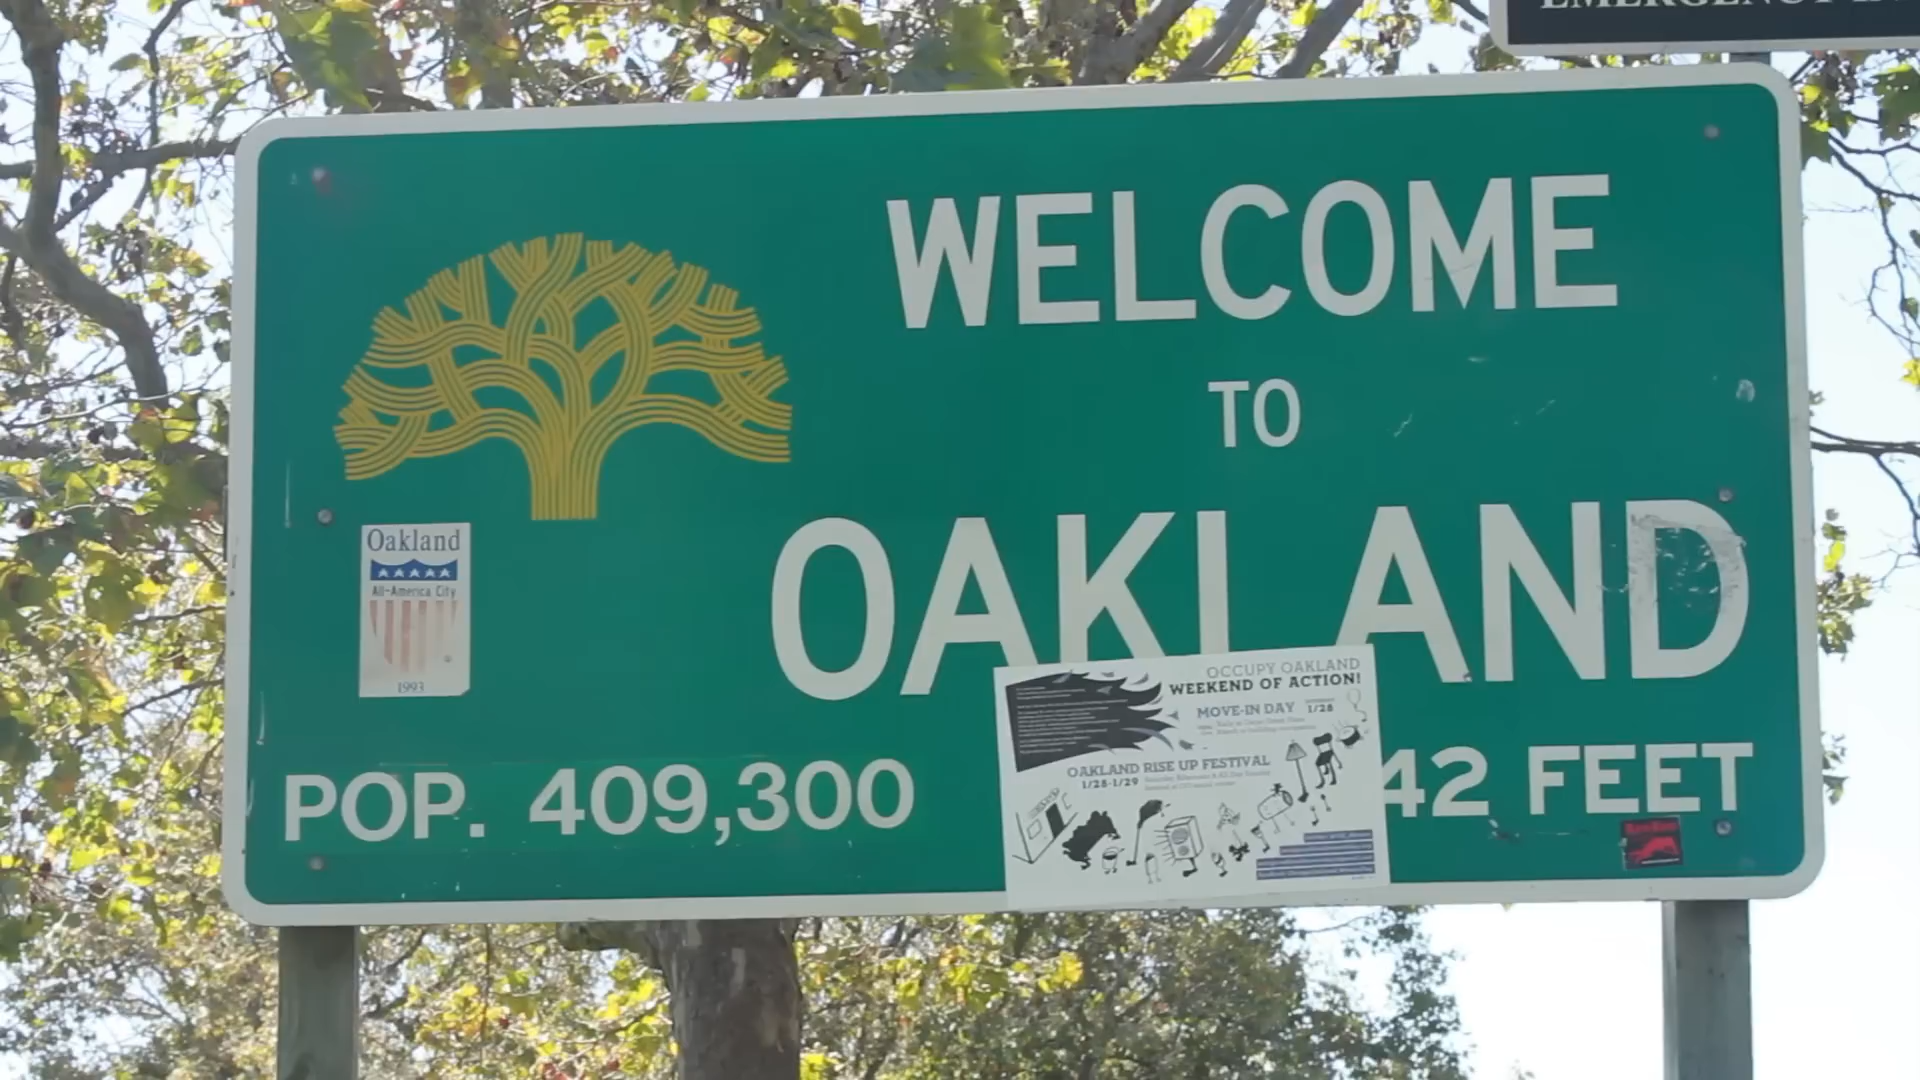 WELCOME
TO
OAKLAND
Oakland
All-America City
1993
POP. 409,300
42 FEET
OCCUPY OAKLAND
WEEKEND OF ACTION!
MOVE-IN DAY 1/28
OAKLAND RISE UP FESTIVAL
1/28-1/29